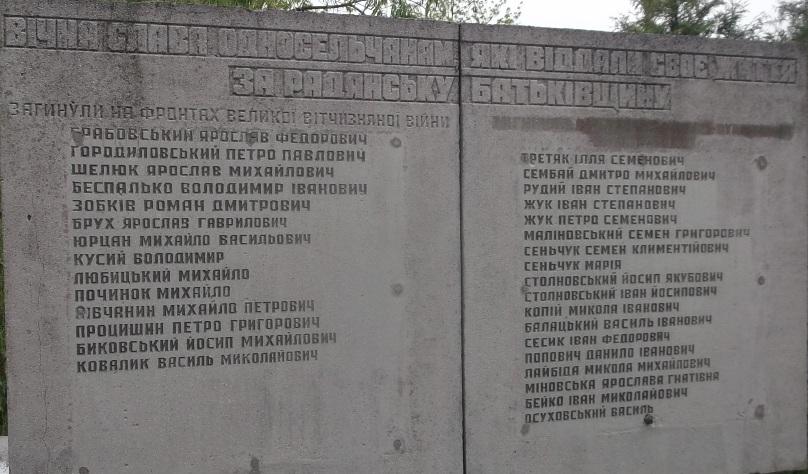 ВІЧНА СЛАВА ОДНОСЕЛЬЧАНАМ ЯКІ ВІДДАЛИ СВОЄ ЖИТТЯ
ЗА РАДЯНСЬКУ БАТЬКІВЩИНУ
ЗАГИНУЛИ НА ФРОНТАХ ВЕЛИКОЇ ВІТЧИЗНЯНОЇ ВІЙНИ
ГРАБОВСЬКИЙ ЯРОСЛАВ ФЕДОРОВИЧ
ГОРОДИЛОВСЬКИЙ ПЕТРО ПАВЛОВИЧ
ШЕЛЮК ЯРОСЛАВ МИХАЙЛОВИЧ
БЕСПАЛЬКО ВОЛОДИМИР ІВАНОВИЧ
ЗОБКІВ РОМАН ДМИТРОВИЧ
БРУХ ЯРОСЛАВ ГАВРИЛОВИЧ
ЮРЦАН МИХАЙЛО ВАСИЛЬОВИЧ
КУСИЙ ВОЛОДИМИР
ЛЮБИЦЬКИЙ МИХАЙЛО
ПОЧИНОК МИХАЙЛО
ВІВЧАНИН МИХАЙЛО ПЕТРОВИЧ
ПРОЦИШИН ПЕТРО ГРИГОРОВИЧ
БИКОВСЬКИЙ ЙОСИП МИХАЙЛОВИЧ
КОВАЛИК ВАСИЛЬ МИКОЛАЙОВИЧ
ТРЕТЯК ІЛЛЯ СЕМЕНОВИЧ
СЕМБАЙ ДМИТРО МИХАЙЛОВИЧ
РУДИЙ ІВАН СТЕПАНОВИЧ
ЖУК ІВАН СТЕПАНОВИЧ
ЖУК ПЕТРО СЕМЕНОВИЧ
МАЛІНОВСЬКИЙ СЕМЕН ГРИГОРОВИЧ
СЕНЬЧУК СЕМЕН КЛИМЕНТІЙОВИЧ
СЕНЬЧУК МАРІЯ
СТОЛНОВСЬКИЙ ЙОСИП ЯКУБОВИЧ
СТОЛНОВСЬКИЙ ІВАН ЙОСИПОВИЧ
КОПІЙ МИКОЛА ІВАНОВИЧ
БАЛАЦЬКИЙ ВАСИЛЬ ІВАНОВИЧ
СЕСИК ІВАН ФЕДОРОВИЧ
ПОПОВИЧ ДАНИЛО ІВАНОВИЧ
ЛАЙБІДА МИКОЛА МИХАЙЛОВИЧ
МІНОВСЬКА ЯРОСЛАВА ГНАТІВНА
БЕЙКО ІВАН МИКОЛАЙОВИЧ
ОСУХОВСЬКИЙ ВАСИЛЬ